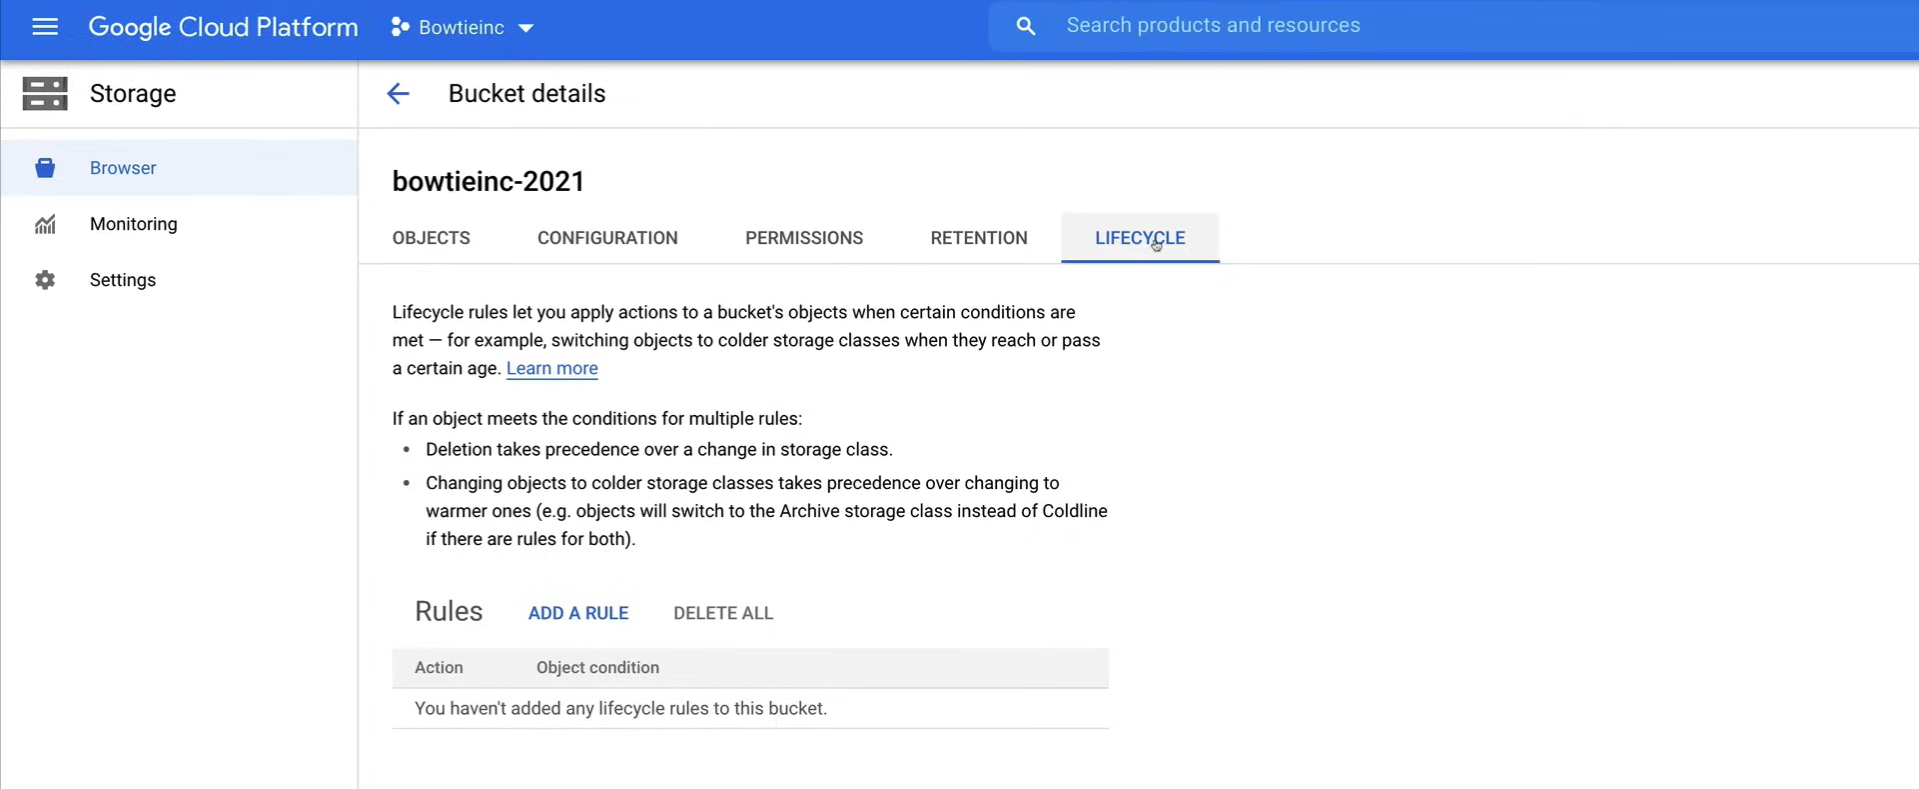 Google Cloud Platform
Bowtieinc
Search products and resources
Storage
Bucket details
Browser
Monitoring
Settings
bowtieinc-2021
OBJECTS
CONFIGURATION
PERMISSIONS
RETENTION
LIFECYCLE
Lifecycle rules let you apply actions to a bucket's objects when certain conditions are
met — for example, switching objects to colder storage classes when they reach or pass
a certain age. Learn more
If an object meets the conditions for multiple rules:
• Deletion takes precedence over a change in storage class.
• Changing objects to colder storage classes takes precedence over changing to
warmer ones (e.g. objects will switch to the Archive storage class instead of Coldline
if there are rules for both).
Rules
ADD A RULE
DELETE ALL
Action
Object condition
You haven't added any lifecycle rules to this bucket.